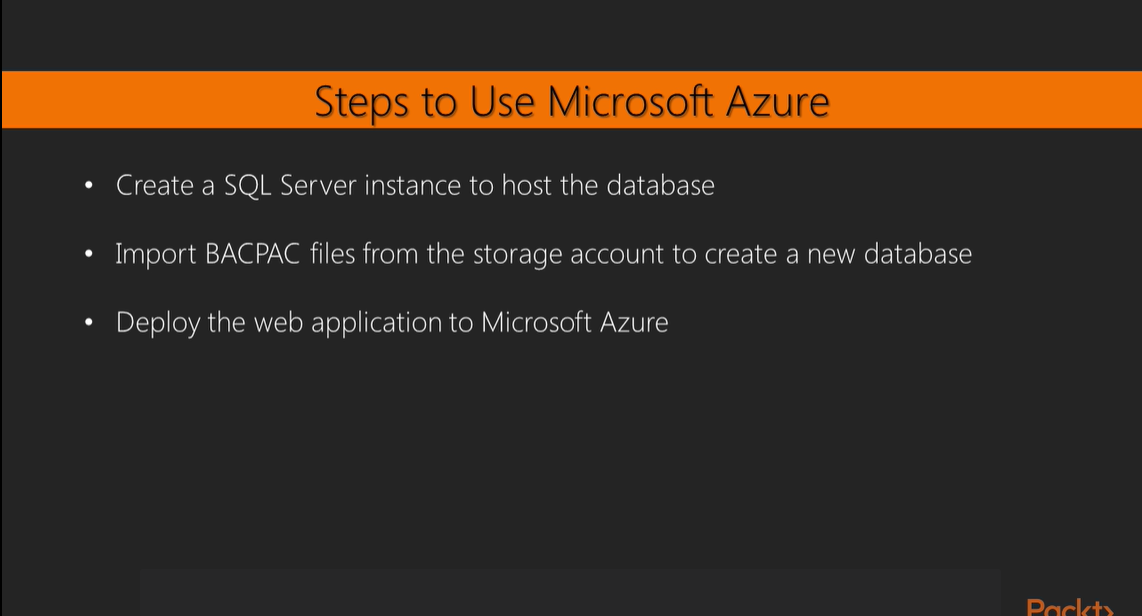 Steps to Use Microsoft Azure
• Create a SQL Server instance to host the database
• Import BACPAC files from the storage account to create a new database
• Deploy the web application to Microsoft Azure
Packt>